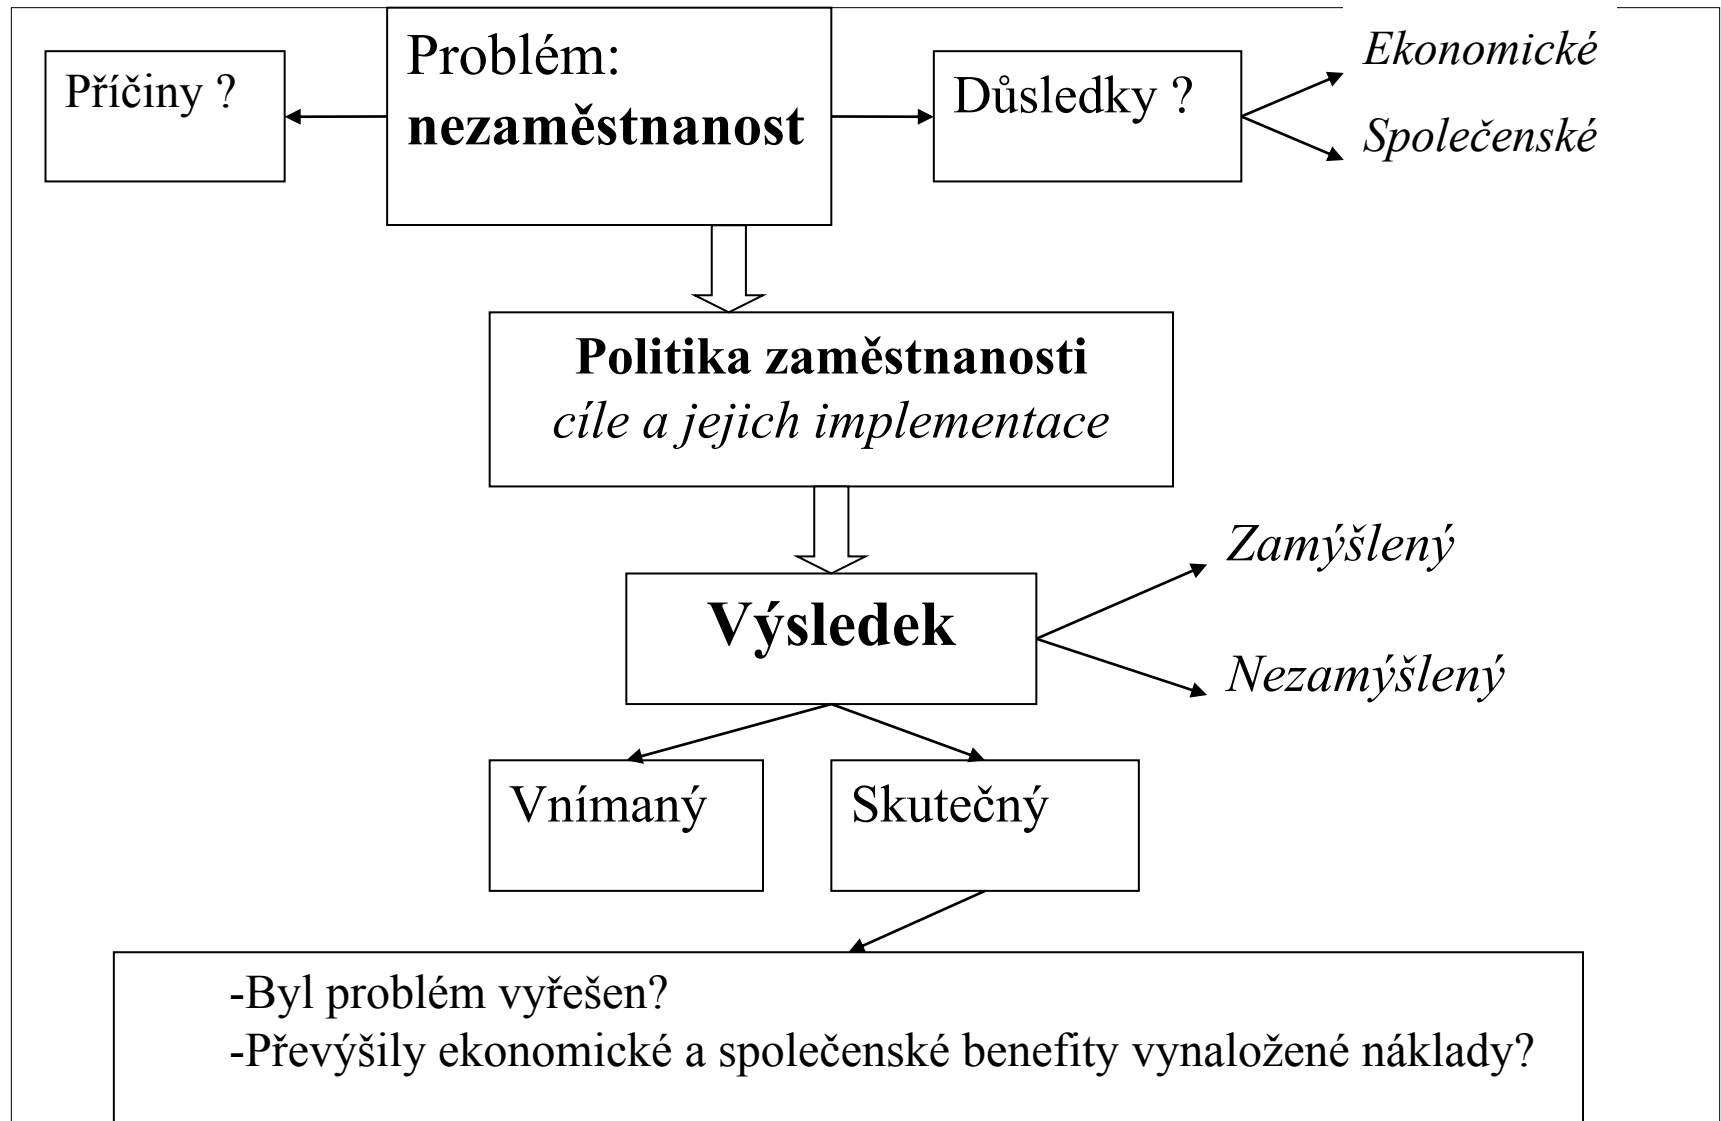 Příčiny ?
Problém:
nezaměstnanost
Důsledky ?
Ekonomické
Společenské
Politika zaměstnanosti
cíle a jejich implementace
Výsledek
Zamýšlený
Nezamýšlený
Vnímaný
Skutečný
-Byl problém vyřešen?
-Převýšily ekonomické a společenské benefity vynaložené náklady?